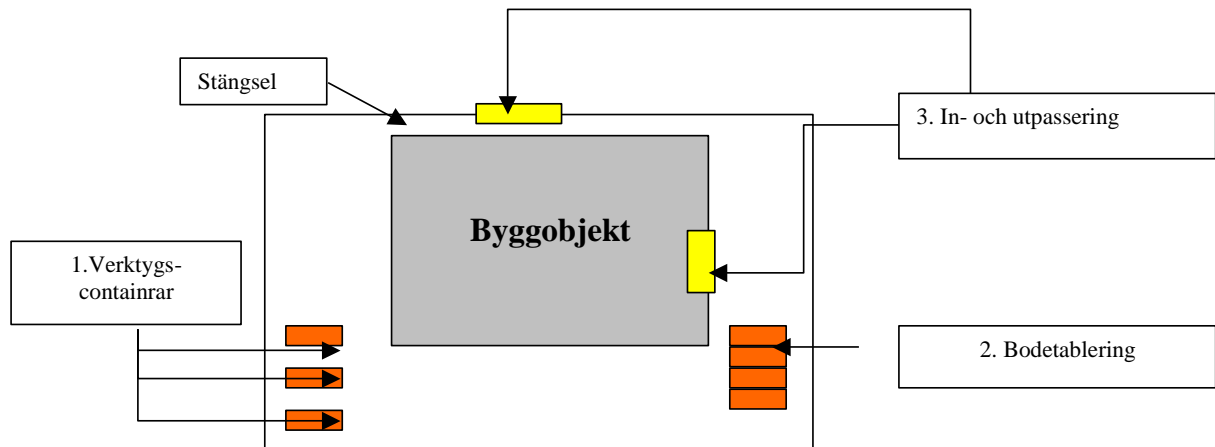 Stängsel
3. In- och utpassering
Byggobjekt
1.Verktygs-
containrar
2. Bodetablering